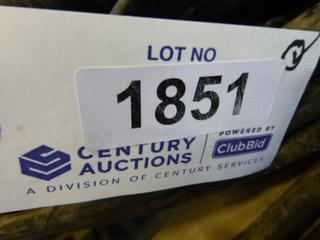 LOT NO
1851
CENTURY
AUCTIONS
POWERED BY
ClubBid
A DIVISION OF CENTURY SERVICES